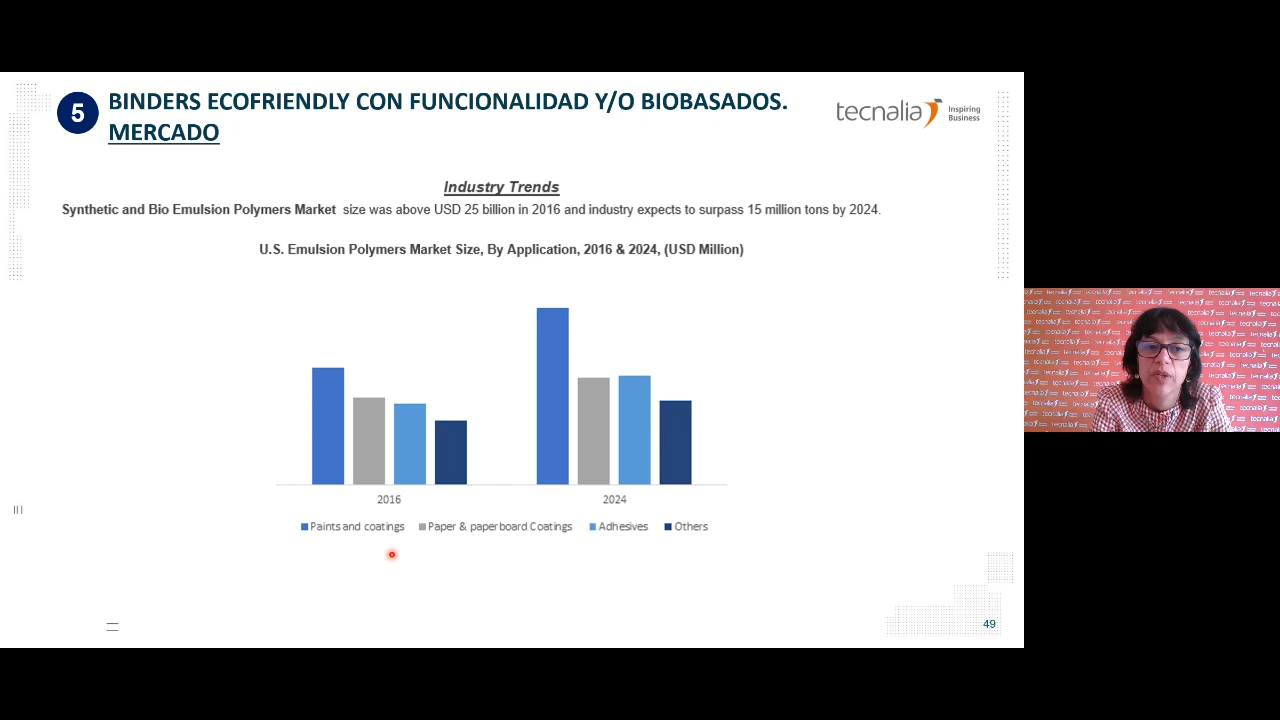 5
BINDERS ECOFRIENDLY CON FUNCIONALIDAD Y/O BIOBASADOS.
MERCADO
tecnalia Inspiring
Business
Industry Trends
Synthetic and Bio Emulsion Polymers Market size was above USD 25 billion in 2016 and industry expects to surpass 15 million tons by 2024.
U.S. Emulsion Polymers Market Size, By Application, 2016 & 2024, (USD Million)
2016 2024
Paints and coatings Paper & paperboard Coatings Adhesives Others
49